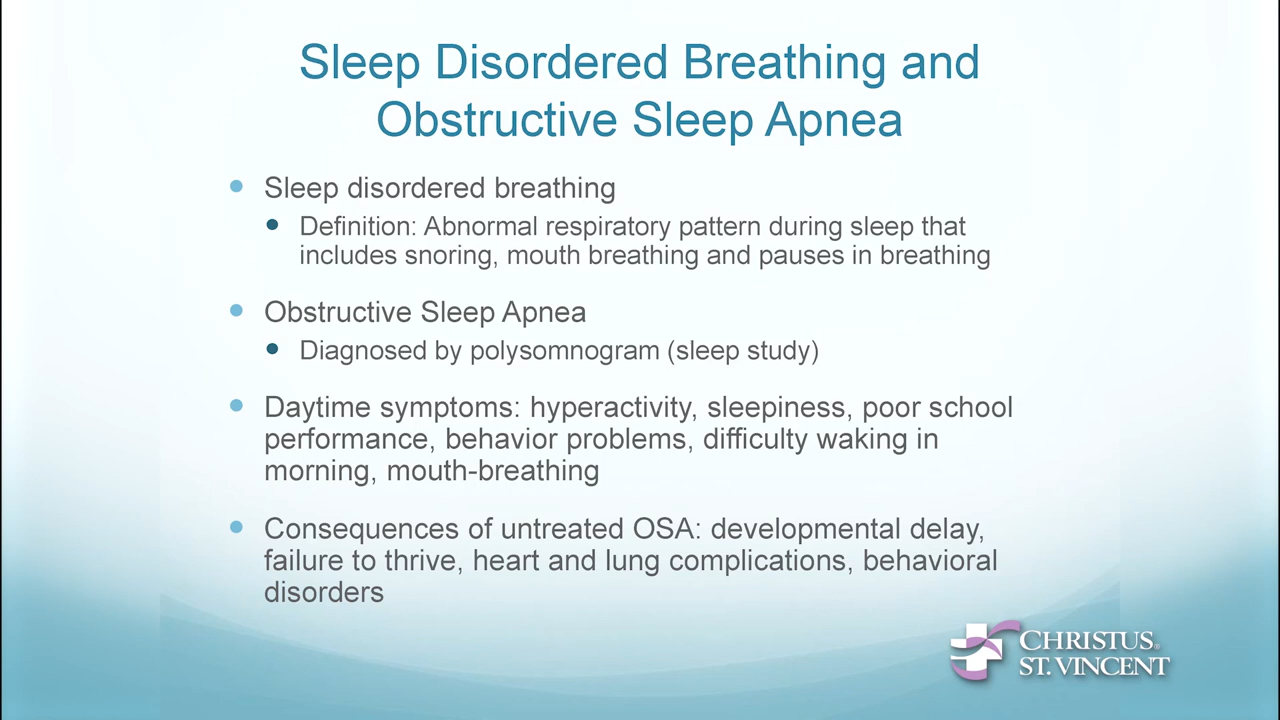 Sleep Disordered Breathing and
Obstructive Sleep Apnea
Sleep disordered breathing
Definition: Abnormal respiratory pattern during sleep that
includes snoring, mouth breathing and pauses in breathing
Obstructive Sleep Apnea
Diagnosed by polysomnogram (sleep study)
Daytime symptoms: hyperactivity, sleepiness, poor school
performance, behavior problems, difficulty waking in
morning, mouth-breathing
Consequences of untreated OSA: developmental delay,
failure to thrive, heart and lung complications, behavioral
disorders
CHRISTUS®
ST. VINCENT